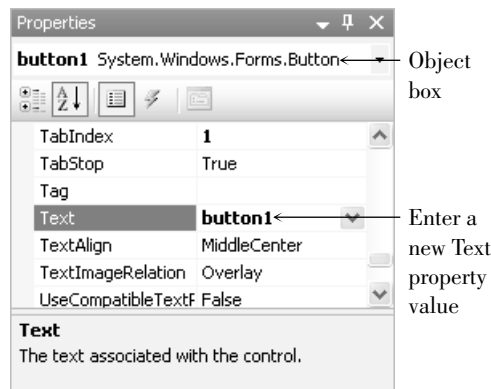 Properties
button1 System.Windows.Forms.Button
Object
box
A
Z
TabIndex 1
TabStop True
Tag
Text button1
Enter a
new Text
property
value
TextAlign MiddleCenter
TextImageRelation Overlay
UseCompatibleTextF False
Text
The text associated with the control.